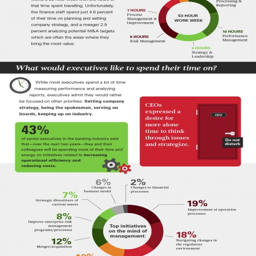 that time spent traveling. Unfortunately,
the finance staff spend just 4.6 percent
of their time on planning and setting
company strategy, and a meager 2.5
percent analyzing potential M&A targets
which are often the areas where they
bring the most value.
7 HOURS
Process
Management &
Improvement
6 HOURS
Risk Management
53-HOUR
WORK WEEK
Processing &
Reporting
10 HOURS
Performance
Management
4 HOURS
Strategy &
Leadership
What would executives like to spend their time on?
While most executives spend a lot of time
measuring performance and analyzing
reports, executives admit they would rather
be focused on other priorities: Setting company
strategy, being the spokesman, serving on
boards, keeping up on industry.
43%
of senior executives in the banking industry said
that—over the next two years—they and their
colleagues will be spending most of their time and
energy on initiatives related to increasing
operational efficiency and
reducing costs.
CEOs
expressed a
desire for
more alone
time to think
through issues
and strategize.
CEO
Do not
disturb
6%
Changes in
business model
2%
Changes to financial
processes
7%
Strategic divestiture of
current assets
8%
Improve enterprise risk
management
programs/processes
12%
Merger/acquisition
19%
Improvement of operation
processes
18%
Navigating changes in
the regulatory
environment
Top initiatives
on the mind of
management: